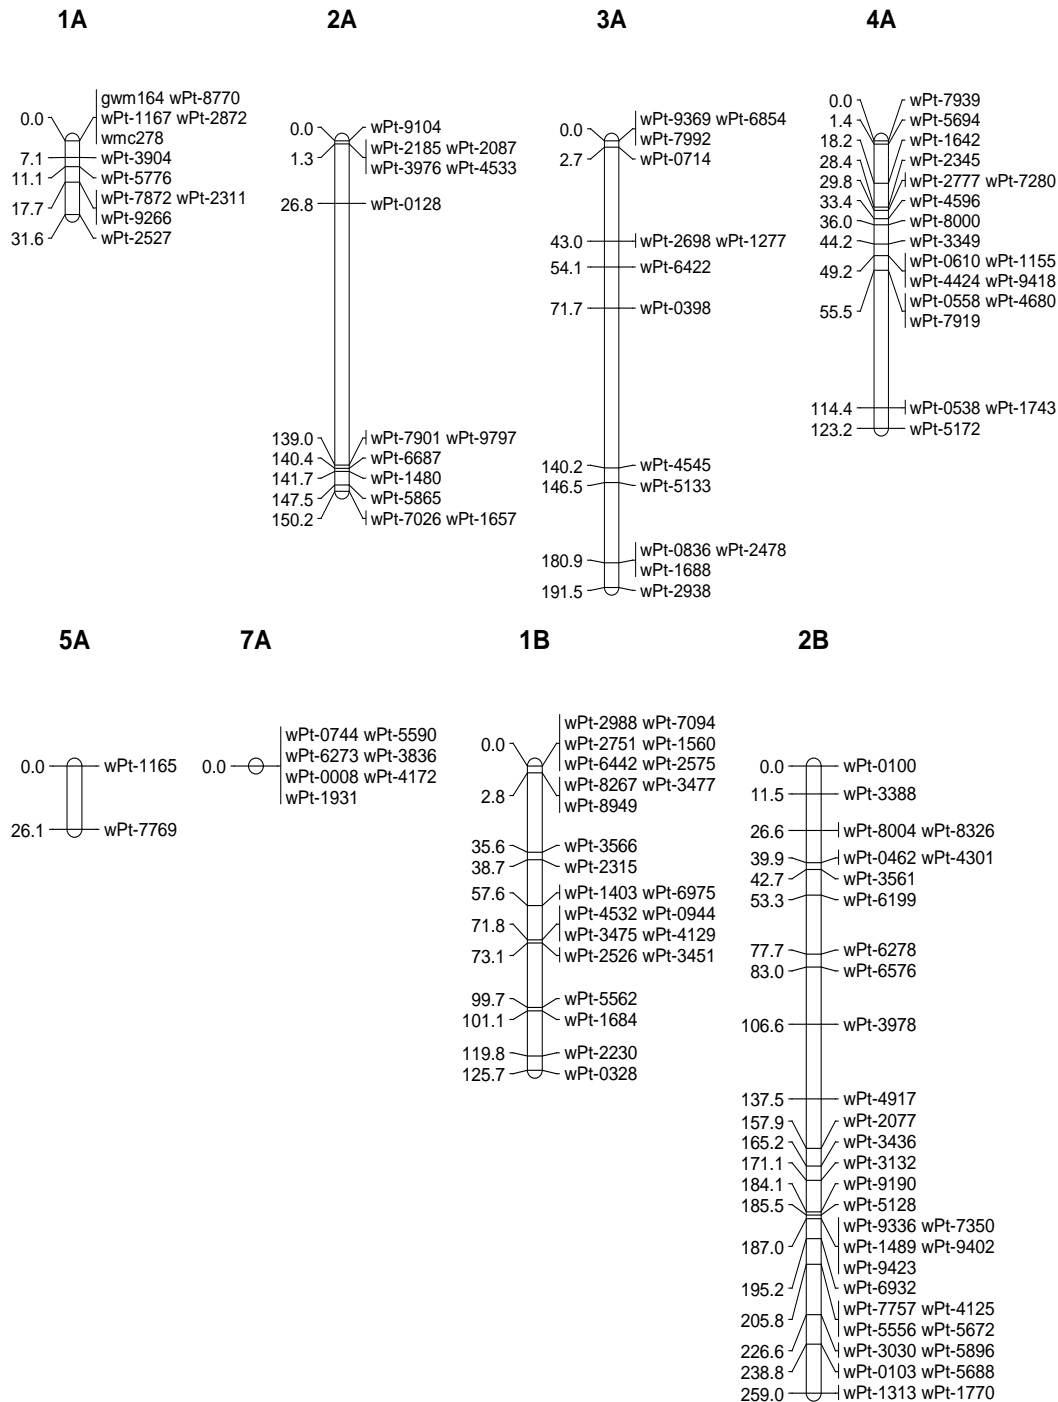 1A
0.0
gwm164 wPt-8770
wPt-1167 wPt-2872
wmc278
7.1 wPt-3904
11.1 wPt-5776
17.7 wPt-7872 wPt-2311
wPt-9266
31.6 wPt-2527
2A
0.0 wPt-9104
1.3 wPt-2185 wPt-2087
wPt-3976 wPt-4533
26.8 wPt-0128
139.0 wPt-7901 wPt-9797
140.4 wPt-6687
141.7 wPt-1480
147.5 wPt-5865
150.2 wPt-7026 wPt-1657
3A
0.0 wPt-9369 wPt-6854
wPt-7992
2.7 wPt-0714
43.0 wPt-2698 wPt-1277
54.1 wPt-6422
71.7 wPt-0398
140.2 wPt-4545
146.5 wPt-5133
180.9 wPt-0836 wPt-2478
wPt-1688
191.5 wPt-2938
4A
0.0 wPt-7939
1.4 wPt-5694
18.2 wPt-1642
28.4 wPt-2345
29.8 wPt-2777 wPt-7280
33.4 wPt-4596
36.0 wPt-8000
44.2 wPt-3349
49.2 wPt-0610 wPt-1155
wPt-4424 wPt-9418
55.5 wPt-0558 wPt-4680
wPt-7919
114.4 wPt-0538 wPt-1743
123.2 wPt-5172
5A
0.0 wPt-1165
26.1 wPt-7769
7A
0.0
wPt-0744 wPt-5590
wPt-6273 wPt-3836
wPt-0008 wPt-4172
wPt-1931
1B
0.0
wPt-2988 wPt-7094
wPt-2751 wPt-1560
wPt-6442 wPt-2575
2.8 wPt-8267 wPt-3477
wPt-8949
35.6 wPt-3566
38.7 wPt-2315
57.6 wPt-1403 wPt-6975
71.8 wPt-4532 wPt-0944
wPt-3475 wPt-4129
73.1 wPt-2526 wPt-3451
99.7 wPt-5562
101.1 wPt-1684
119.8 wPt-2230
125.7 wPt-0328
2B
0.0 wPt-0100
11.5 wPt-3388
26.6 wPt-8004 wPt-8326
39.9 wPt-0462 wPt-4301
42.7 wPt-3561
53.3 wPt-6199
77.7 wPt-6278
83.0 wPt-6576
106.6 wPt-3978
137.5 wPt-4917
157.9 wPt-2077
165.2 wPt-3436
171.1 wPt-3132
184.1 wPt-9190
185.5 wPt-5128
187.0 wPt-9336 wPt-7350
wPt-1489 wPt-9402
wPt-9423
195.2 wPt-6932
205.8 wPt-7757 wPt-4125
wPt-5556 wPt-5672
226.6 wPt-3030 wPt-5896
238.8 wPt-0103 wPt-5688
259.0 wPt-1313 wPt-1770